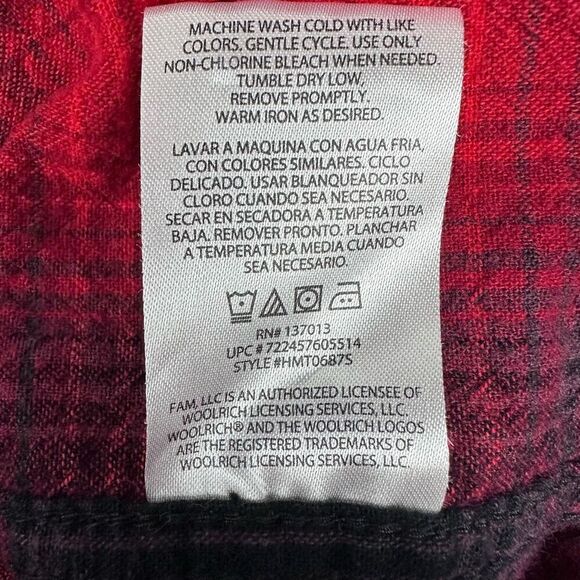 MACHINE WASH COLD WITH LIKE
COLORS. GENTLE CYCLE. USE ONLY
NON-CHLORINE BLEACH WHEN NEEDED.
TUMBLE DRY LOW,
REMOVE PROMPTLY.
WARM IRON AS DESIRED.
LAVAR A MAQUINA CON AGUA FRIA,
CON COLORES SIMILARES. CICLO
DELICADO. USAR BLANQUEADOR SIN
CLORO CUANDO SEA NECESARIO.
SECAR EN SECADORA A TEMPERATURA
BAJA. REMOVER PRONTO. PLANCHAR
A TEMPERATURA MEDIA CUANDO
SEA NECESARIO.
RN# 137013
UPC # 722457605514
STYLE #HMT0687S
FAM, LLC IS AN AUTHORIZED LICENSEE OF
WOOLRICH LICENSING SERVICES, LLC.
WOOLRICH® AND THE WOOLRICH LOGOS
ARE THE REGISTERED TRADEMARKS OF
WOOLRICH LICENSING SERVICES, LLC.